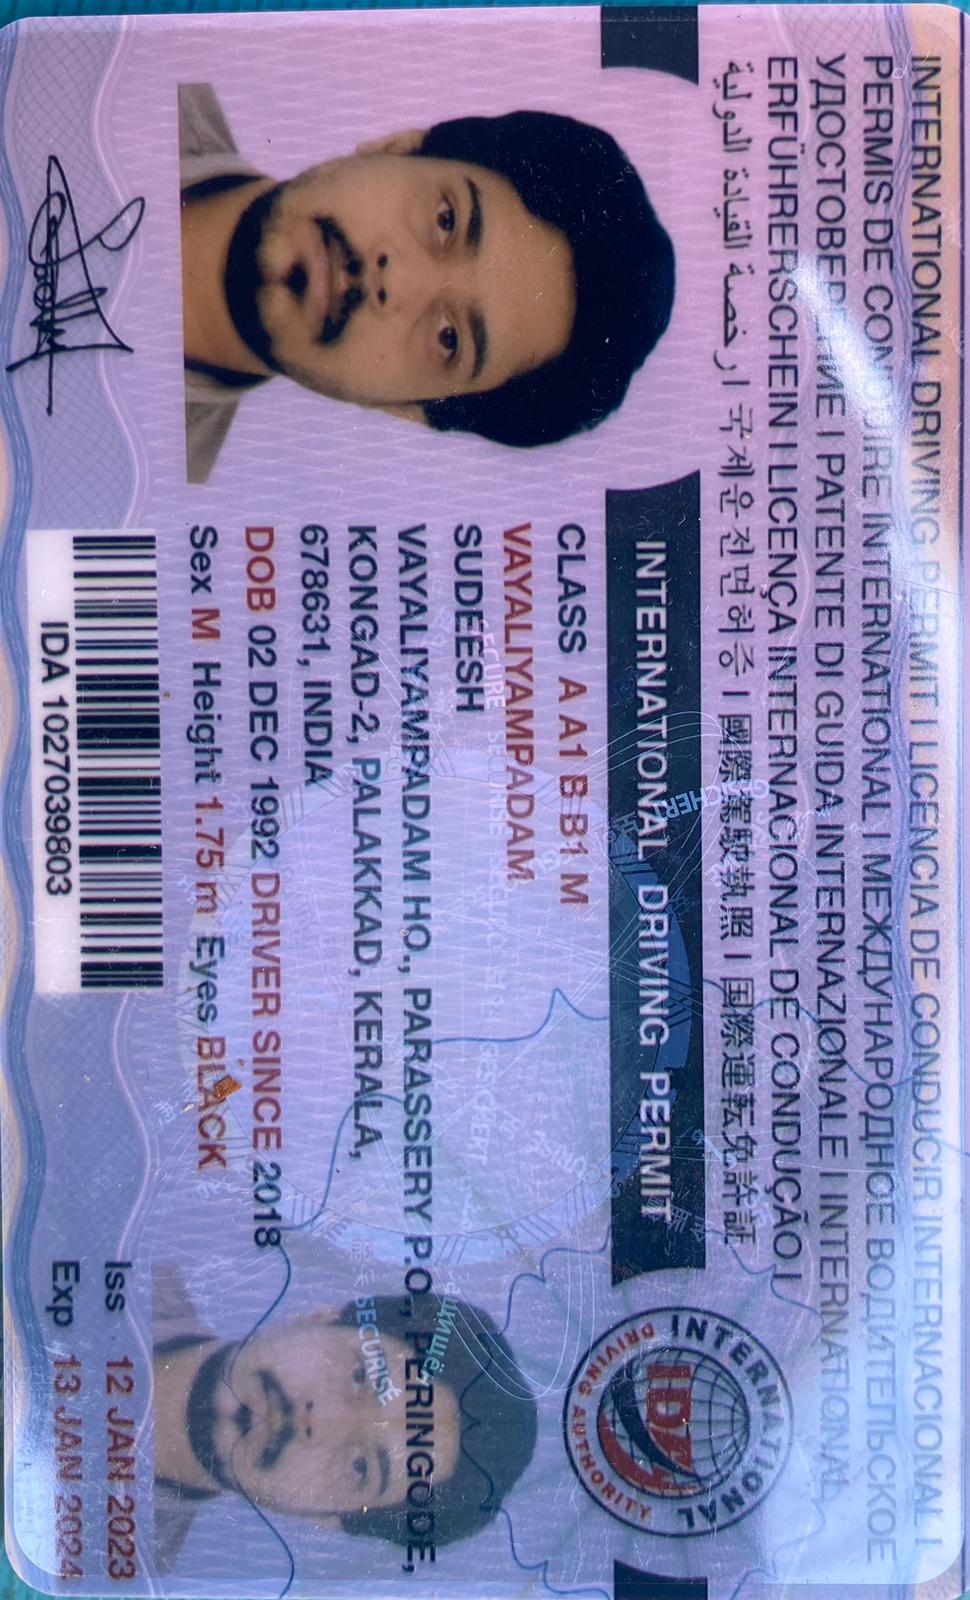 INTERNATIONAL DRIVING PERMIT I LICENCIA DE CONDUCIR INTERNACIONAL I
PERMIS DE CONDUIRE INTERNATIONAL I МЕЖДУНАРОДНОЕ ВОДИТЕЛЬСКОЕ
УДОСТОВЕРЕНИЕ I PATENTE DI GUIDA INTERNAZIONALE I INTERNATIONAL
ERFÜHRERSCHEIN I LICENÇA INTERNACIONAL DE CONDUÇÃO I
رخصة القيادة الدولية I 국제운전면허증 I 國際駕駛執照 I 国際運転免許証
INTERNATIONAL IDA DRIVING AUTHORITY
INTERNATIONAL DRIVING PERMIT
CLASS A A1 B B1 M
VAYALIYAMPADAM
SECURE SECURISE SECURO GESICHERT
SUDEESH
VAYALIYAMPADAM HO., PARASSERY P.O., PERINGODE,
KONGAD-2, PALAKKAD, KERALA,
SECURISE
678631, INDIA
DOB 02 DEC 1992 DRIVER SINCE 2018
Sex M Height 1.75 m Eyes BLACK
IDA 1027039803
Iss 12 JAN 2023
Exp 13 JAN 2024